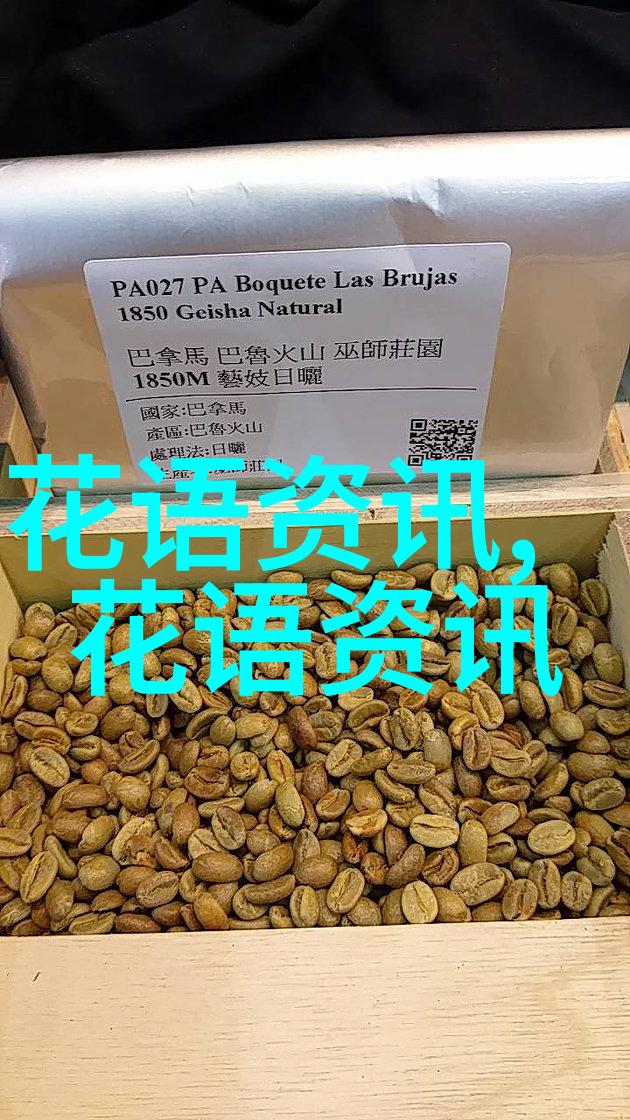 PA027 PA Boquete Las Brujas
1850 Geisha Natural
巴拿馬 巴魯火山 巫師莊園
1850M 藝妓日曬
國家:巴拿馬
產區:巴魯火山
處理法:日曬
花语资讯,
花语资讯